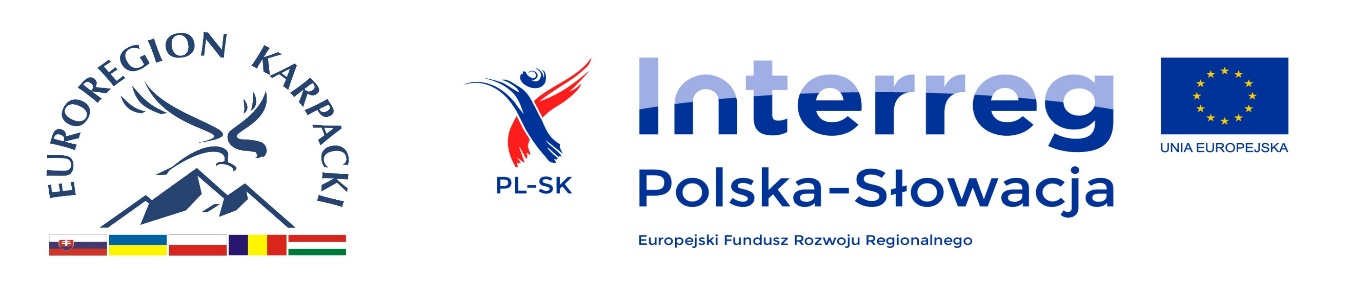 EUROREGION KARPACKI
PL-SK
Interreg
Polska-Słowacja
Europejski Fundusz Rozwoju Regionalnego
UNIA EUROPEJSKA